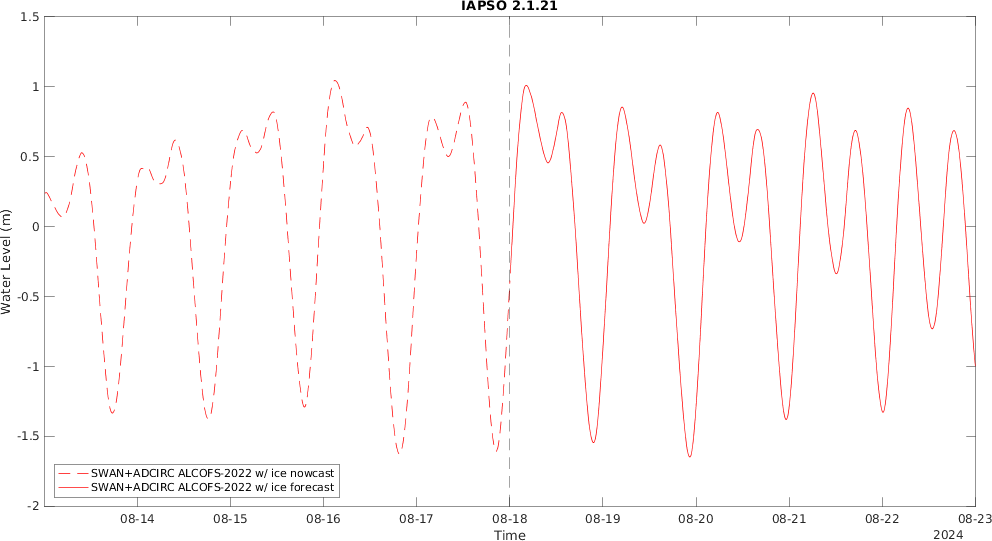 IAPSO 2.1.21
1.5
1
0.5
0
-0.5
-1
-1.5
-2
Water Level (m)
SWAN+ADCIRC ALCOFS-2022 w/ ice nowcast
SWAN+ADCIRC ALCOFS-2022 w/ ice forecast
08-14 08-15 08-16 08-17 08-18 08-19 08-20 08-21 08-22 08-23
Time
2024